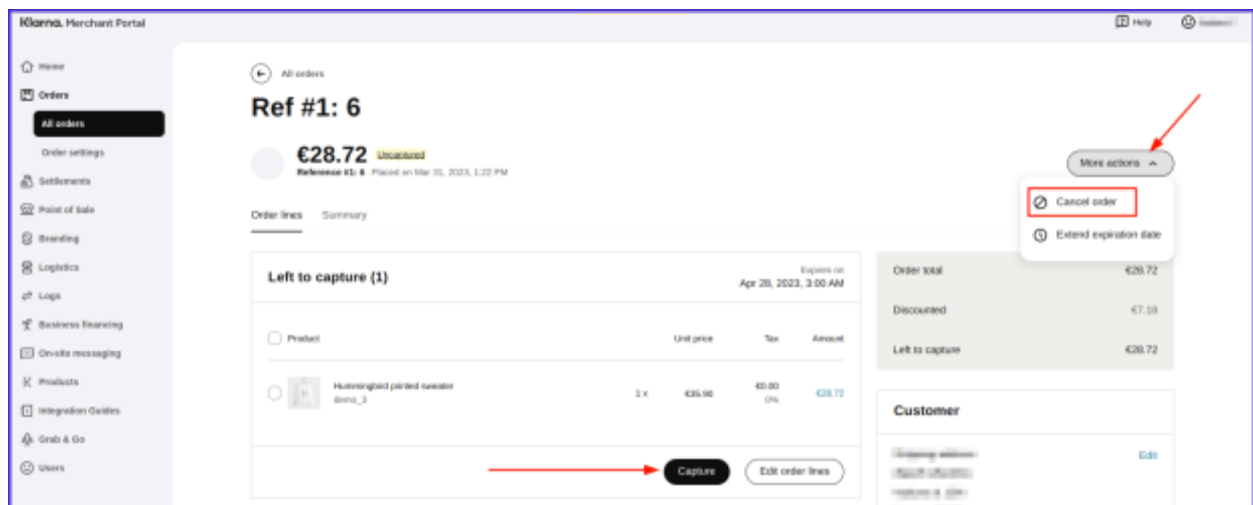 Klarna. Merchant Portal
Help
Home
Orders
All orders
Order settings
Settlements
Point of Sale
Branding
Logistics
Logs
Business financing
On-site messaging
Products
Integration Guides
Grab & Go
Users
All orders
Ref #1: 6
€28.72 Uncaptured
Reference #1: 6 Placed on Mar 31, 2023, 1:22 PM
More actions
Cancel order
Extend expiration date
Order lines Summary
Left to capture (1)
Expires on
Apr 28, 2023, 3:00 AM
Product Unit price Tax Amount
Hummingbird printed sweater
demo_3
1 x €35.90 €0.00 €28.72
0%
Capture Edit order lines
Order total €28.72
Discounted €7.18
Left to capture €28.72
Customer
Edit